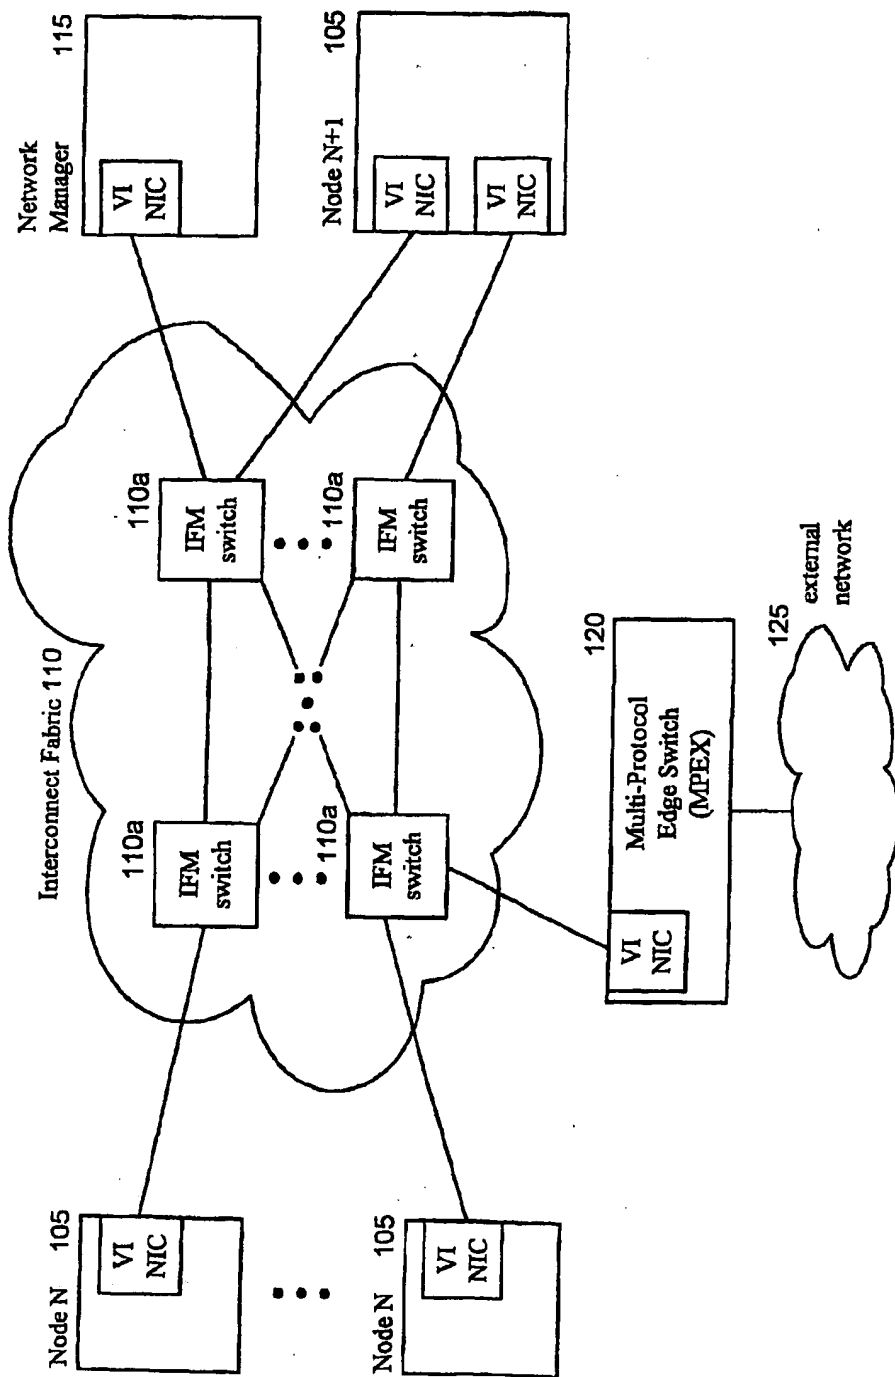 Node N 105
VI
NIC
Node N 105
VI
NIC
Interconnect Fabric 110
110a
IFM
switch
110a
IFM
switch
110a
IFM
switch
110a
IFM
switch
Network
Manager 115
VI
NIC
Node N+1 105
VI
NIC
VI
NIC
120
VI
NIC
Multi-Protocol
Edge Switch
(MPEX)
125
external
network